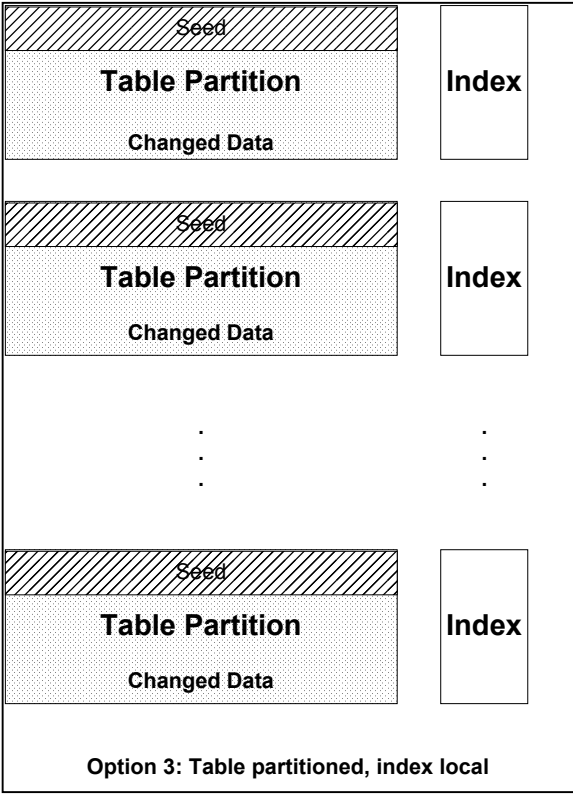 Seed
Table Partition
Index
Changed Data
Seed
Table Partition
Index
Changed Data
. .
. .
. .
Seed
Table Partition
Index
Changed Data
Option 3: Table partitioned, index local